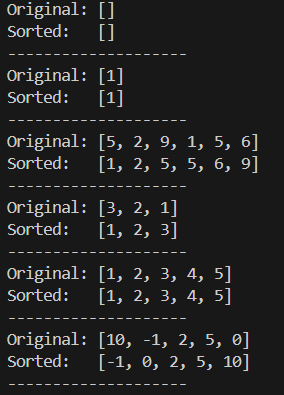 Original: []
Sorted:   []
--------------------
Original: [1]
Sorted:   [1]
--------------------
Original: [5, 2, 9, 1, 5, 6]
Sorted:   [1, 2, 5, 5, 6, 9]
--------------------
Original: [3, 2, 1]
Sorted:   [1, 2, 3]
--------------------
Original: [1, 2, 3, 4, 5]
Sorted:   [1, 2, 3, 4, 5]
--------------------
Original: [10, -1, 2, 5, 0]
Sorted:   [-1, 0, 2, 5, 10]
--------------------